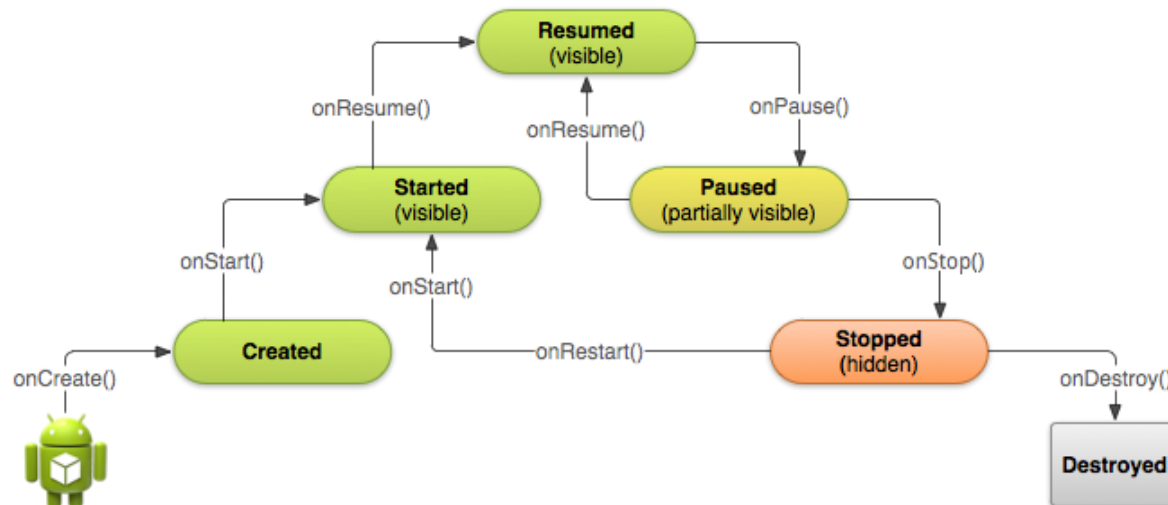 Resumed
(visible)
onResume()
onResume()
onPause()
Started
(visible)
Paused
(partially visible)
onStart()
onStart()
onStop()
Created
onRestart()
Stopped
(hidden)
onCreate()
onDestroy()
Destroyed